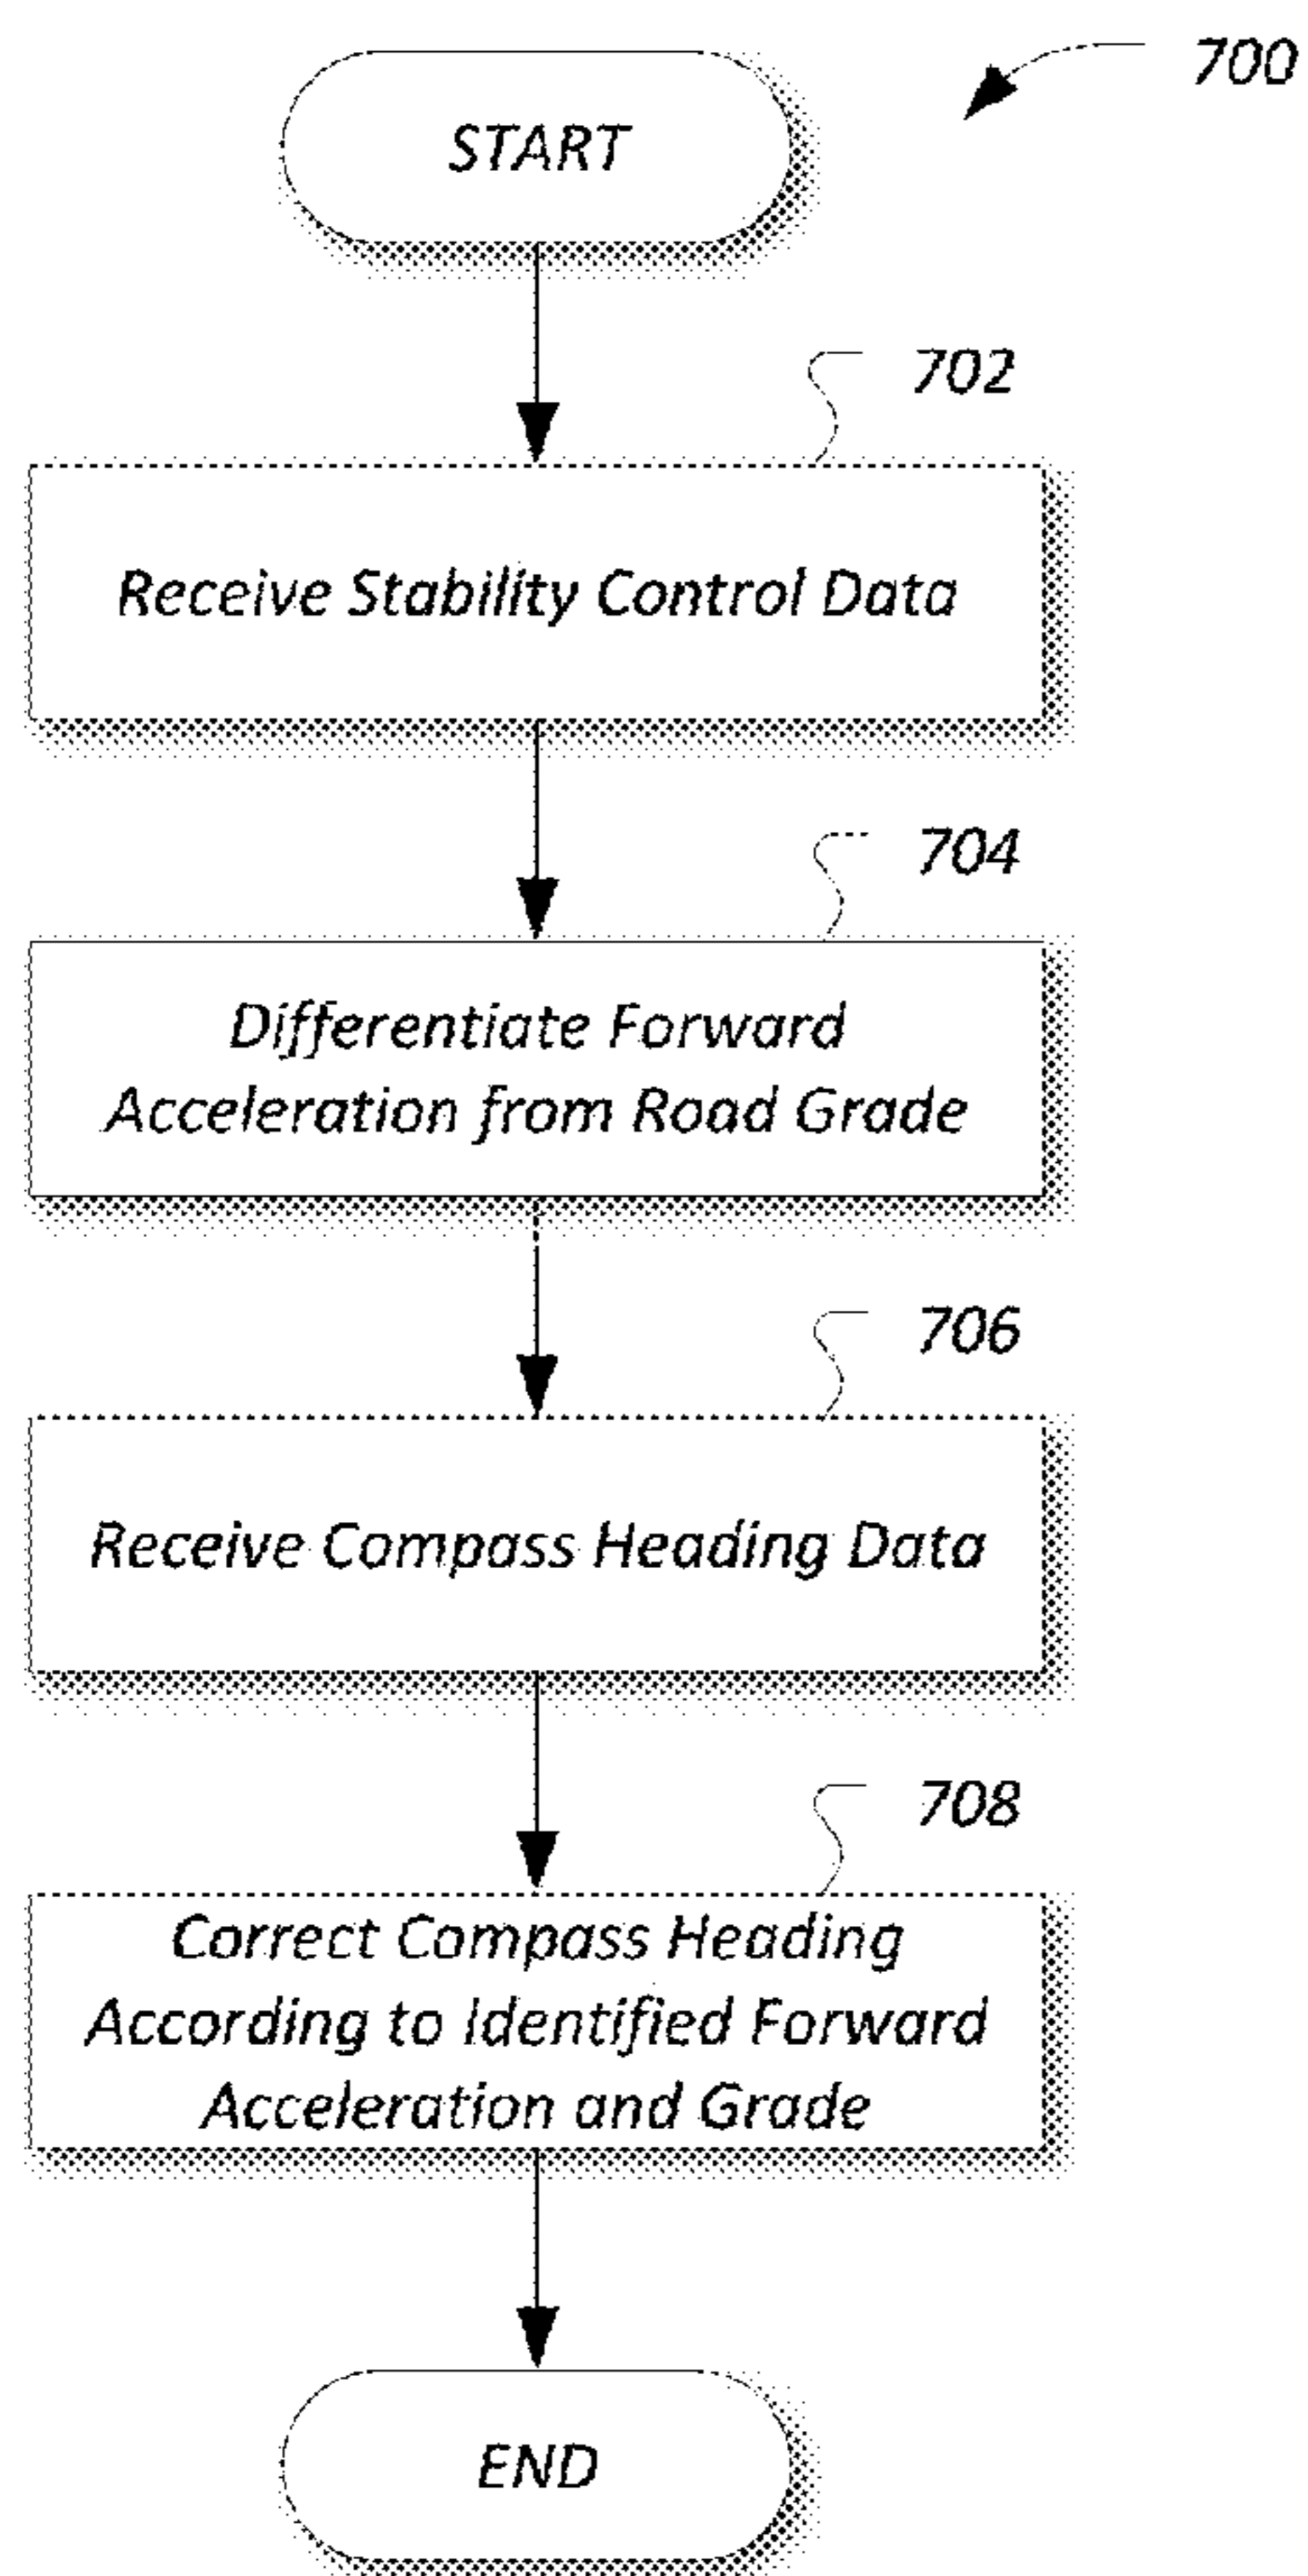 700
START
702
Receive Stability Control Data
704
Differentiate Forward
Acceleration from Road Grade
706
Receive Compass Heading Data
708
Correct Compass Heading
According to Identified Forward
Acceleration and Grade
END